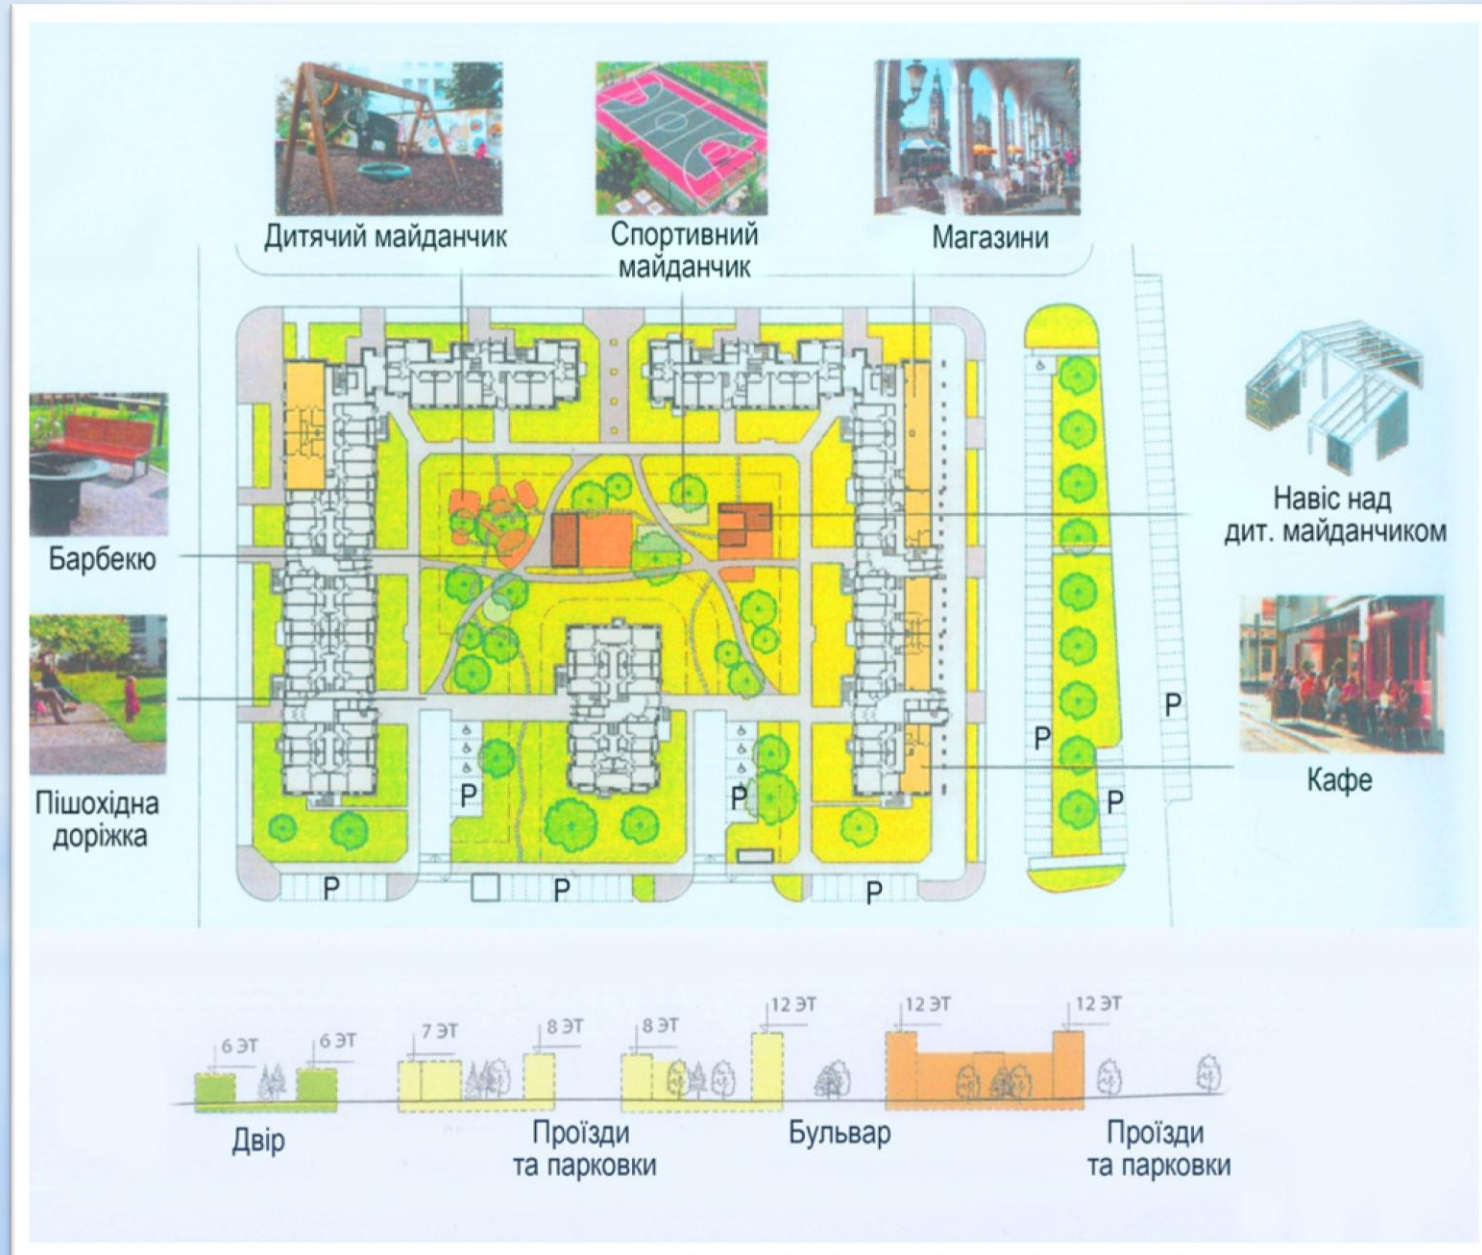 Дитячий майданчик
Спортивний
майданчик
Магазини
Барбекю
Навіс над
дит. майданчиком
Пішохідна
доріжка
Кафе
P
P
P
P
P
P
P
P
6 ЭТ
6 ЭТ
7 ЭТ
8 ЭТ
8 ЭТ
12 ЭТ
12 ЭТ
12 ЭТ
Двір
Проїзди
та парковки
Бульвар
Проїзди
та парковки